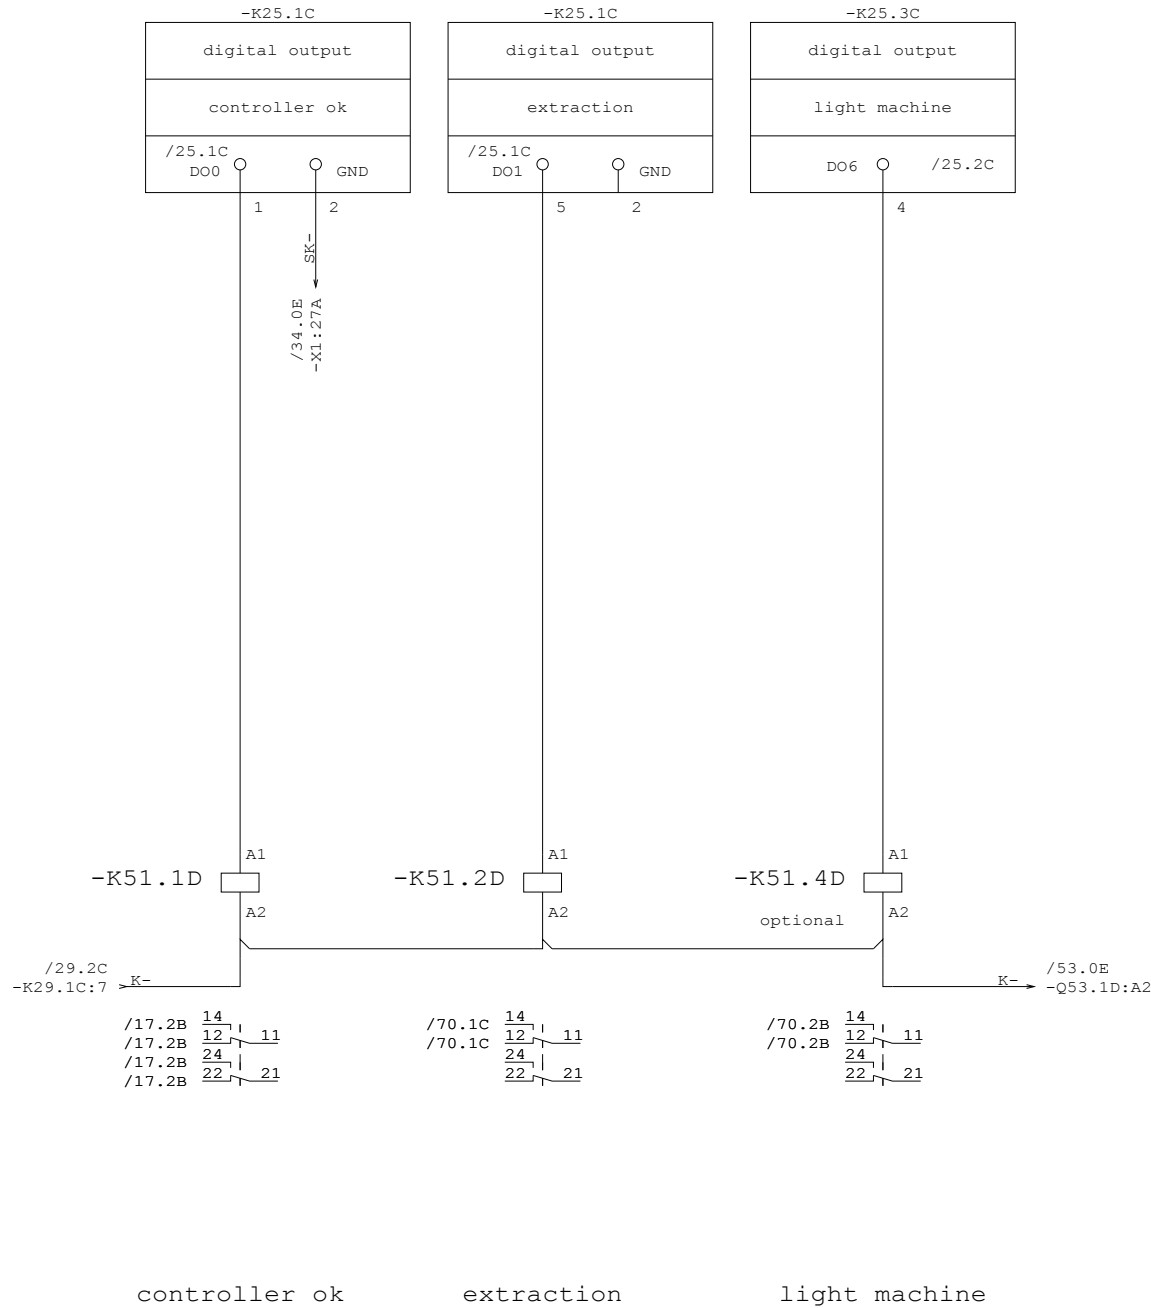 -K25.1C -K25.1C -K25.3C
digital output digital output digital output
controller ok extraction light machine
/25.1C /25.1C
DO0 GND DO1 GND DO6 /25.2C
1 2 5 2 4
SK-
/34.0E
-X1:27A
A1 A1 A1
-K51.1D -K51.2D -K51.4D
A2 A2 A2
optional
/29.2C /53.0E
-K29.1C:7 K- K- -Q53.1D:A2
/17.2B 14 /70.1C 14 /70.2B 14
/17.2B 12 11 /70.1C 12 11 /70.2B 12 11
/17.2B 24 24 24
/17.2B 22 21 22 21 22 21
controller ok extraction light machine